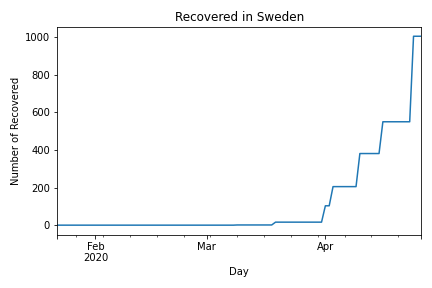 Recovered in Sweden
1000
800
600
400
200
0
Number of Recovered
Feb
2020
Mar
Apr
Day